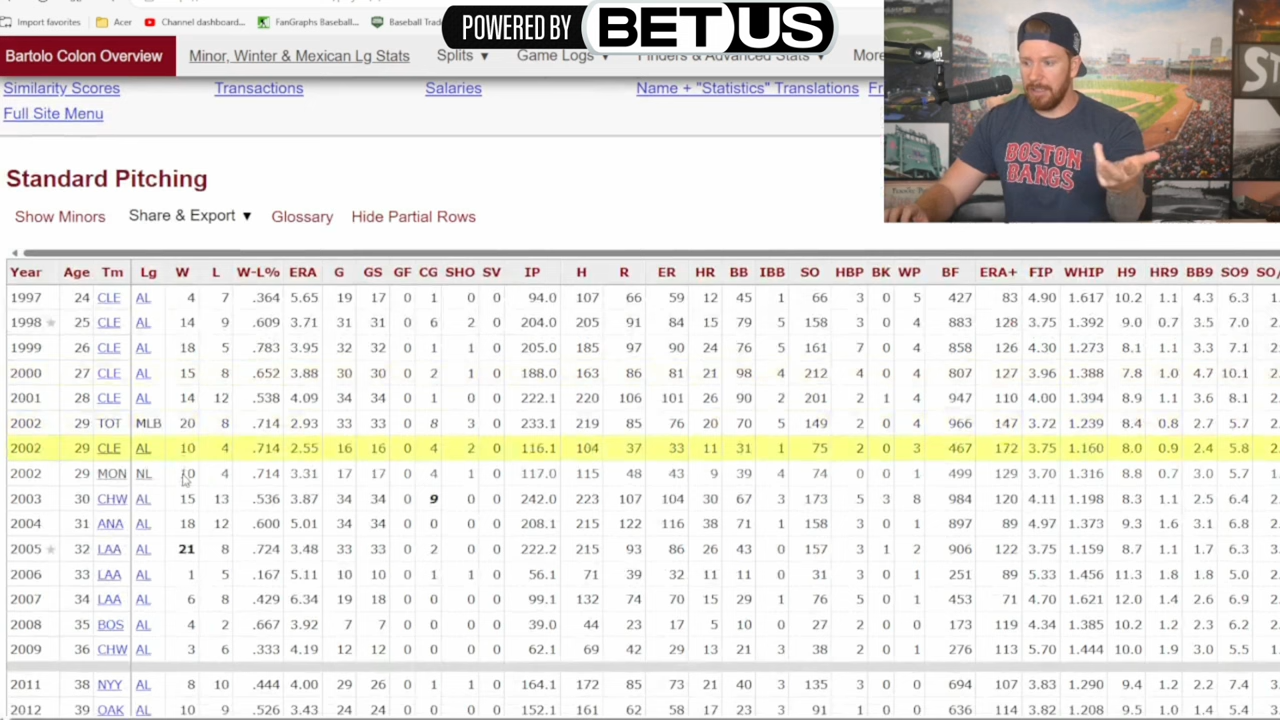 POWERED BY BETUS
Import favorites Acer Channel dashboard... FanGraphs Baseball... Baseball Trad
Bartolo Colon Overview Minor, Winter & Mexican Lg Stats Splits ▼ Game Logs Finders & Advanced Stats More
Similarity Scores Transactions Salaries Name + "Statistics" Translations Fr
Full Site Menu
BOSTON
BANGS
Standard Pitching
Show Minors Share & Export ▼ Glossary Hide Partial Rows
Year Age Tm Lg W L W-L% ERA G GS GF CG SHO SV IP H R ER HR BB IBB SO HBP BK WP BF ERA+ FIP WHIP H9 HR9 BB9 SO9 SO/
1997 24 CLE AL 4 7 .364 5.65 19 17 0 1 0 0 94.0 107 66 59 12 45 1 66 3 0 5 427 83 4.90 1.617 10.2 1.1 4.3 6.3 1.
1998 ★ 25 CLE AL 14 9 .609 3.71 31 31 0 6 2 0 204.0 205 91 84 15 79 5 158 3 0 4 883 128 3.75 1.392 9.0 0.7 3.5 7.0 2.
1999 26 CLE AL 18 5 .783 3.95 32 32 0 1 1 0 205.0 185 97 90 24 76 5 161 7 0 4 858 126 4.30 1.273 8.1 1.1 3.3 7.1 2.
2000 27 CLE AL 15 8 .652 3.88 30 30 0 2 1 0 188.0 163 86 81 21 98 4 212 4 0 4 807 127 3.96 1.388 7.8 1.0 4.7 10.1 2.
2001 28 CLE AL 14 12 .538 4.09 34 34 0 1 0 0 222.1 220 106 101 26 90 2 201 2 1 4 947 110 4.00 1.394 8.9 1.1 3.6 8.1 2.
2002 29 TOT MLB 20 8 .714 2.93 33 33 0 8 3 0 233.1 219 85 76 20 70 5 149 2 0 4 966 147 3.72 1.239 8.4 0.8 2.7 5.7 2.
2002 29 CLE AL 10 4 .714 2.55 16 16 0 4 2 0 116.1 104 37 33 11 31 1 75 2 0 3 467 172 3.75 1.160 8.0 0.9 2.4 5.8 2.
2002 29 MON NL 10 4 .714 3.31 17 17 0 4 1 0 117.0 115 48 43 9 39 4 74 0 0 1 499 129 3.70 1.316 8.8 0.7 3.0 5.7 1.
2003 30 CHW AL 15 13 .536 3.87 34 34 0 9 0 0 242.0 223 107 104 30 67 3 173 5 3 8 984 120 4.11 1.198 8.3 1.1 2.5 6.4 2.
2004 31 ANA AL 18 12 .600 5.01 34 34 0 0 0 0 208.1 215 122 116 38 71 1 158 3 0 1 897 89 4.97 1.373 9.3 1.6 3.1 6.8 2.
2005 ★ 32 LAA AL 21 8 .724 3.48 33 33 0 2 0 0 222.2 215 93 86 26 43 0 157 3 1 2 906 122 3.75 1.159 8.7 1.1 1.7 6.3 3.
2006 33 LAA AL 1 5 .167 5.11 10 10 0 1 1 0 56.1 71 39 32 11 11 0 31 3 0 1 251 89 5.33 1.456 11.3 1.8 1.8 5.0 2.
2007 34 LAA AL 6 8 .429 6.34 19 18 0 0 0 0 99.1 132 74 70 15 29 1 76 5 0 1 453 71 4.70 1.621 12.0 1.4 2.6 6.9 2.
2008 35 BOS AL 4 2 .667 3.92 7 7 0 0 0 0 39.0 44 23 17 5 10 0 27 2 0 2 173 119 4.34 1.385 10.2 1.2 2.3 6.2 2.
2009 36 CHW AL 3 6 .333 4.19 12 12 0 0 0 0 62.1 69 42 29 13 21 3 38 2 0 1 276 113 5.70 1.444 10.0 1.9 3.0 5.5 1.
2011 38 NYY AL 8 10 .444 4.00 29 26 0 1 1 0 164.1 172 85 73 21 40 3 135 3 0 0 694 107 3.83 1.290 9.4 1.2 2.2 7.4 3.
2012 39 OAK AL 10 9 .526 3.43 24 24 0 0 0 0 152.1 161 62 58 17 23 3 91 1 0 0 636 114 3.82 1.208 9.5 1.0 1.4 5.4 3.